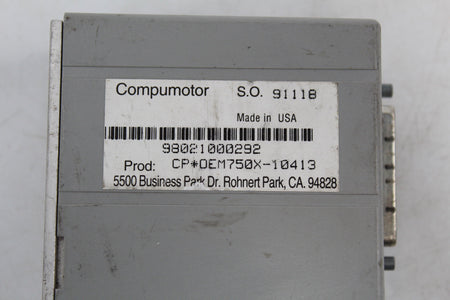 Compumotor S.O. 91118
Made in USA
98021000292
Prod: CP*OEM750X-10413
5500 Business Park Dr. Rohnert Park, CA. 94828